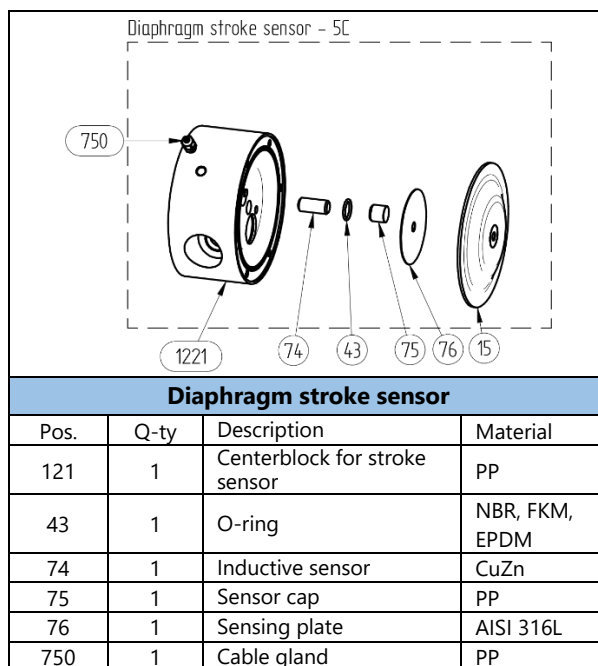 Diaphragm stroke sensor - 5C
750
1221
74
43
75
76
15
Diaphragm stroke sensor
Pos. Q-ty Description Material
121 1 Centerblock for stroke sensor PP
43 1 O-ring NBR, FKM, EPDM
74 1 Inductive sensor CuZn
75 1 Sensor cap PP
76 1 Sensing plate AISI 316L
750 1 Cable gland PP